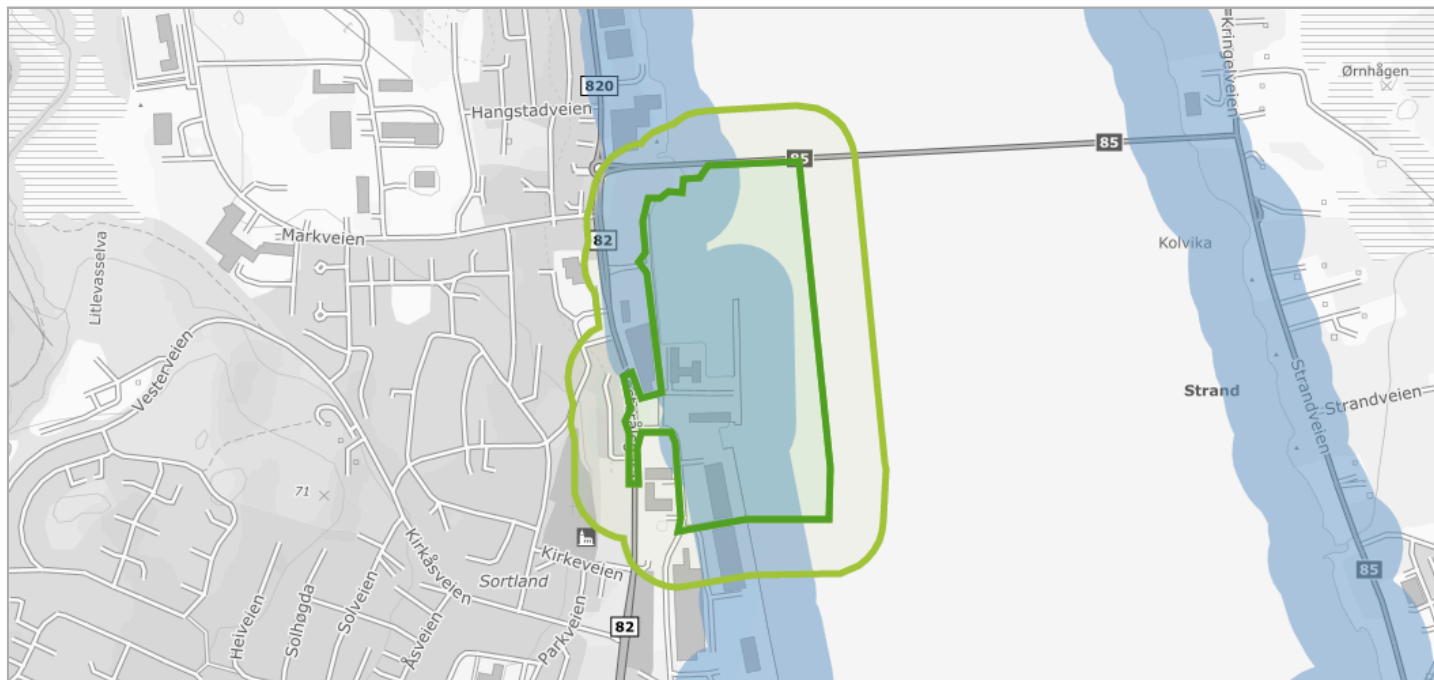 820
Hangstadveien
Kringelveien
Ørnhågen
85
85
Markveien
82
Kolvika
Litlevasselva
Vesterveien
Strand
Strandveien
Strandveien
71
Kirkåsveien
Kirkeveien
Sortland
85
Heiveien
Solhøgda
Solveien
Åsveien
Parkveien
82